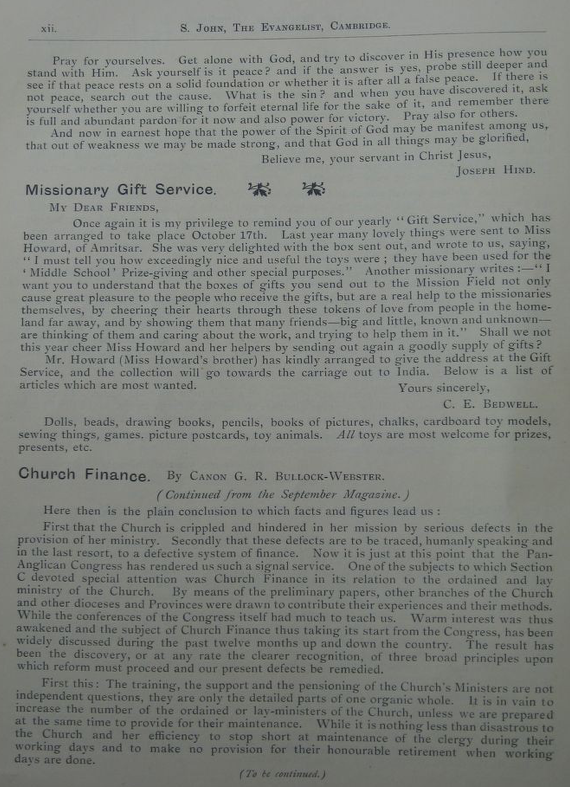 xii. S. John, The Evangelist, Cambridge.
Pray for yourselves. Get alone with God, and try to discover in His presence how you
stand with Him. Ask yourself is it peace? and if the answer is yes, probe still deeper and
see if that peace rests on a solid foundation or whether it is after all a false peace. If there is
not peace, search out the cause. What is the sin? and when you have discovered it, ask
yourself whether you are willing to forfeit eternal life for the sake of it, and remember there
is full and abundant pardon for it now and also power for victory. Pray also for others.
And now in earnest hope that the power of the Spirit of God may be manifest among us,
that out of weakness we may be made strong, and that God in all things may be glorified,
Believe me, your servant in Christ Jesus,
Joseph Hind.
Missionary Gift Service.
My Dear Friends,
Once again it is my privilege to remind you of our yearly "Gift Service," which has
been arranged to take place October 17th. Last year many lovely things were sent to Miss
Howard, of Amritsar. She was very delighted with the box sent out, and wrote to us, saying,
"I must tell you how exceedingly nice and useful the toys were; they have been used for the
'Middle School' Prize-giving and other special purposes." Another missionary writes:—"I
want you to understand that the boxes of gifts you send out to the Mission Field not only
cause great pleasure to the people who receive the gifts, but are a real help to the missionaries
themselves, by cheering their hearts through these tokens of love from people in the home-
land far away, and by showing them that many friends—big and little, known and unknown—
are thinking of them and caring about the work, and trying to help them in it." Shall we not
this year cheer Miss Howard and her helpers by sending out again a goodly supply of gifts?
Mr. Howard (Miss Howard's brother) has kindly arranged to give the address at the Gift
Service, and the collection will go towards the carriage out to India. Below is a list of
articles which are most wanted. Yours sincerely,
C. E. Bedwell.
Dolls, beads, drawing books, pencils, books of pictures, chalks, cardboard toy models,
sewing things, games. picture postcards, toy animals. All toys are most welcome for prizes,
presents, etc.
Church Finance. By Canon G. R. Bullock-Webster.
(Continued from the September Magazine.)
Here then is the plain conclusion to which facts and figures lead us:
First that the Church is crippled and hindered in her mission by serious defects in the
provision of her ministry. Secondly that these defects are to be traced, humanly speaking and
in the last resort, to a defective system of finance. Now it is just at this point that the Pan-
Anglican Congress has rendered us such a signal service. One of the subjects to which Section
C devoted special attention was Church Finance in its relation to the ordained and lay
ministry of the Church. By means of the preliminary papers, other branches of the Church
and other dioceses and Provinces were drawn to contribute their experiences and their methods.
While the conferences of the Congress itself had much to teach us. Warm interest was thus
awakened and the subject of Church Finance thus taking its start from the Congress, has been
widely discussed during the past twelve months up and down the country. The result has
been the discovery, or at any rate the clearer recognition, of three broad principles upon
which reform must proceed and our present defects be remedied.
First this: The training, the support and the pensioning of the Church's Ministers are not
independent questions, they are only the detailed parts of one organic whole. It is in vain to
increase the number of the ordained or lay-ministers of the Church, unless we are prepared
at the same time to provide for their maintenance. While it is nothing less than disastrous to
the Church and her efficiency to stop short at maintenance of the clergy during their
working days and to make no provision for their honourable retirement when working
days are done.
(To be continued.)